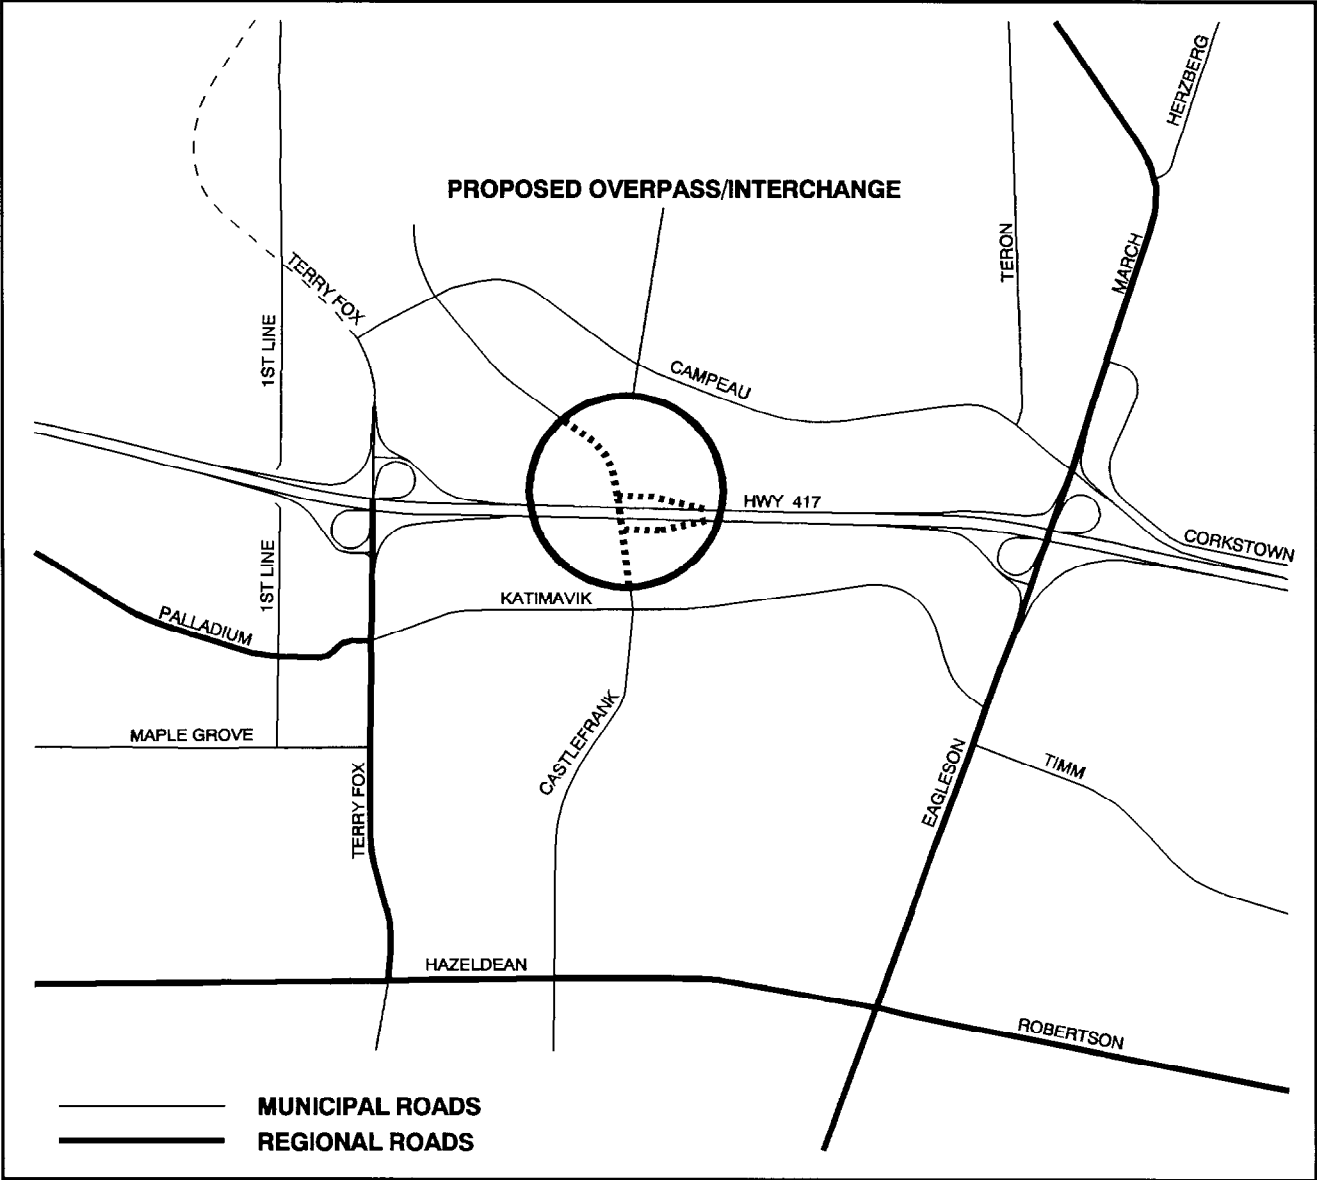 HERZBERG
PROPOSED OVERPASS/INTERCHANGE
TERON
MARCH
TERRY FOX
1ST LINE
CAMPEAU
HWY 417
CORKSTOWN
1ST LINE
KATIMAVIK
PALLADIUM
MAPLE GROVE
CASTLEFRANK
TERRY FOX
EAGLESON
TIMM
HAZELDEAN
ROBERTSON
MUNICIPAL ROADS
REGIONAL ROADS